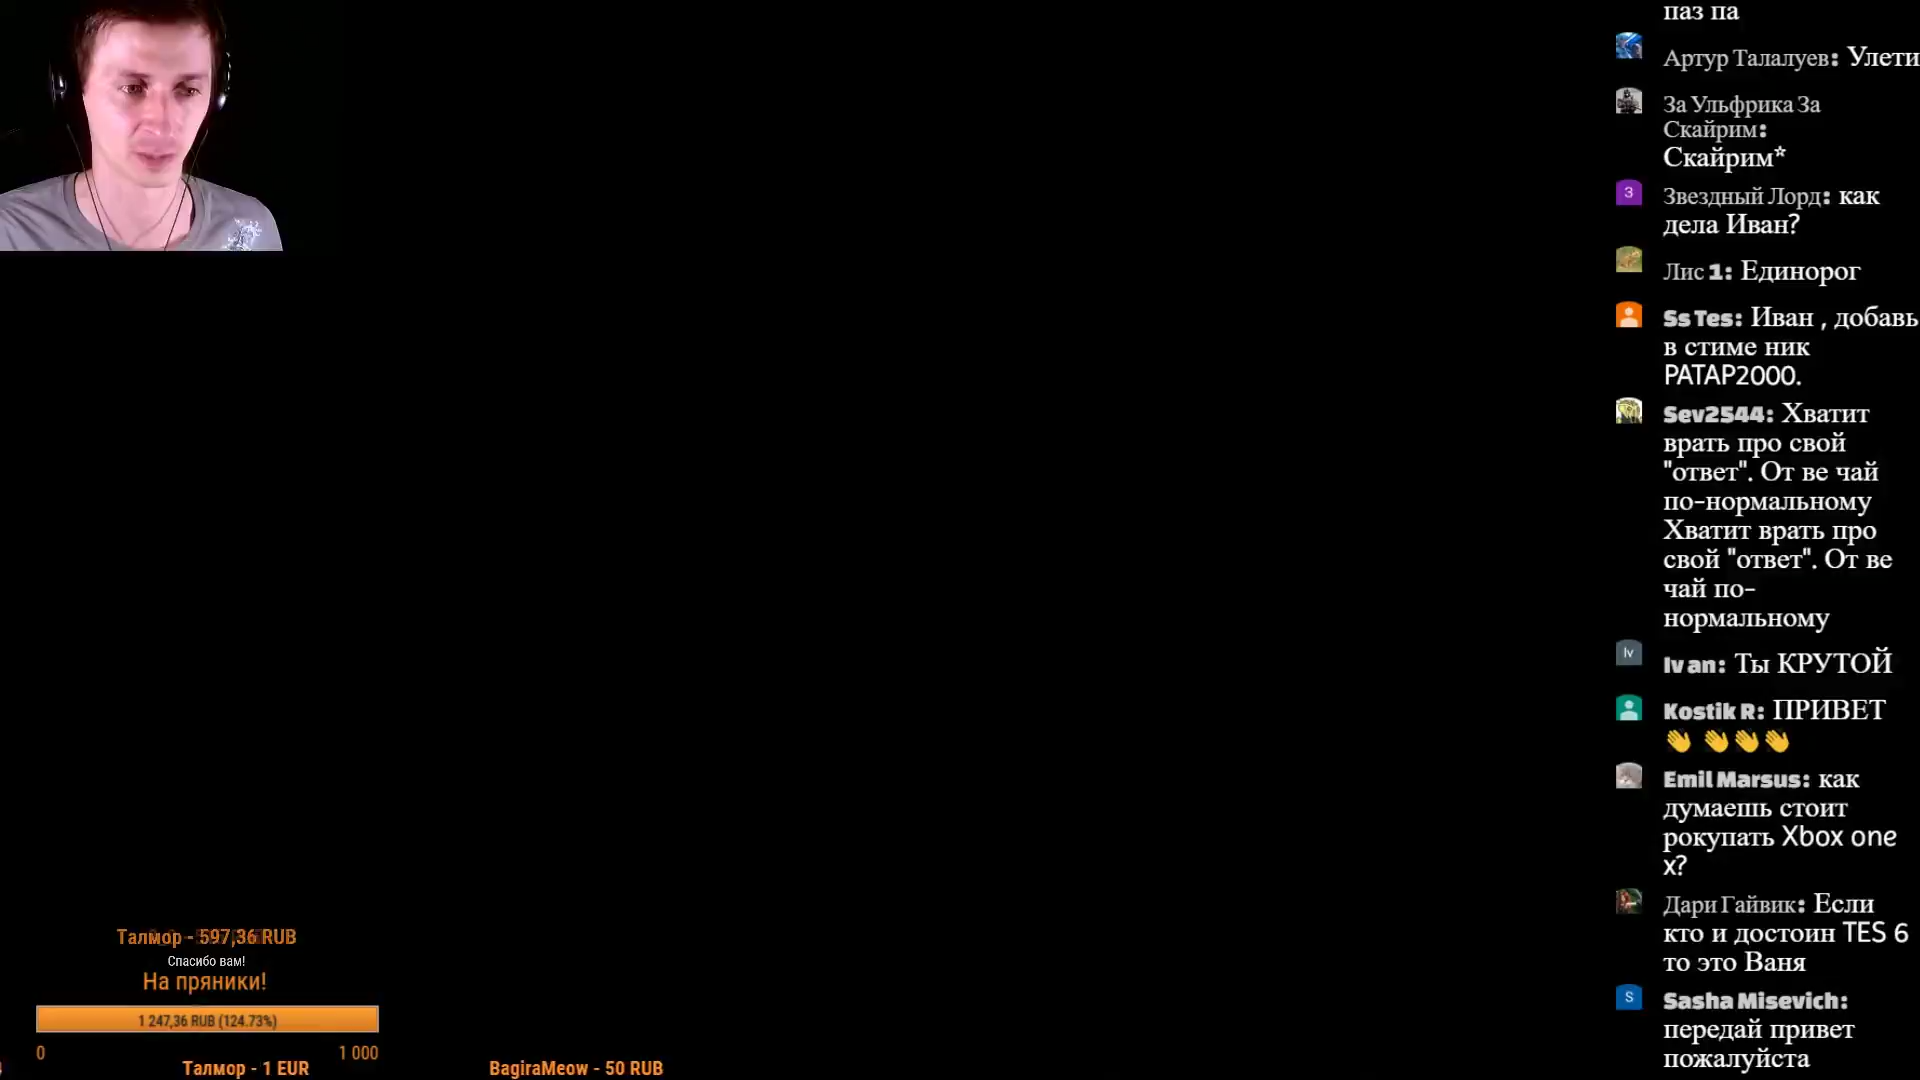 паз па
Артур Талалуев: Улети
За Ульфрика За
Скайрим:
Скайрим*
З
Звездный Лорд: как
дела Иван?
Лис 1: Единорог
Ss Tes: Иван , добавь
в стиме ник
РАТАР2000.
Sev2544: Хватит
врать про свой
"ответ". От ве чай
по-нормальному
Хватит врать про
свой "ответ". От ве
чай по-
нормальному
Iv
Iv an: Ты КРУТОЙ
Kostik R: ПРИВЕТ
👋 👋👋👋
Emil Marsus: как
думаешь стоит
рокупать Xbox one
x?
Дари Гайвик: Если
кто и достоин TES 6
то это Ваня
S
Sasha Misevich:
передай привет
пожалуйста
Талмор - 597,36 RUB
Спасибо вам!
На пряники!
1 247,36 RUB (124.73%)
0 1 000
Талмор - 1 EUR BagiraMeow - 50 RUB